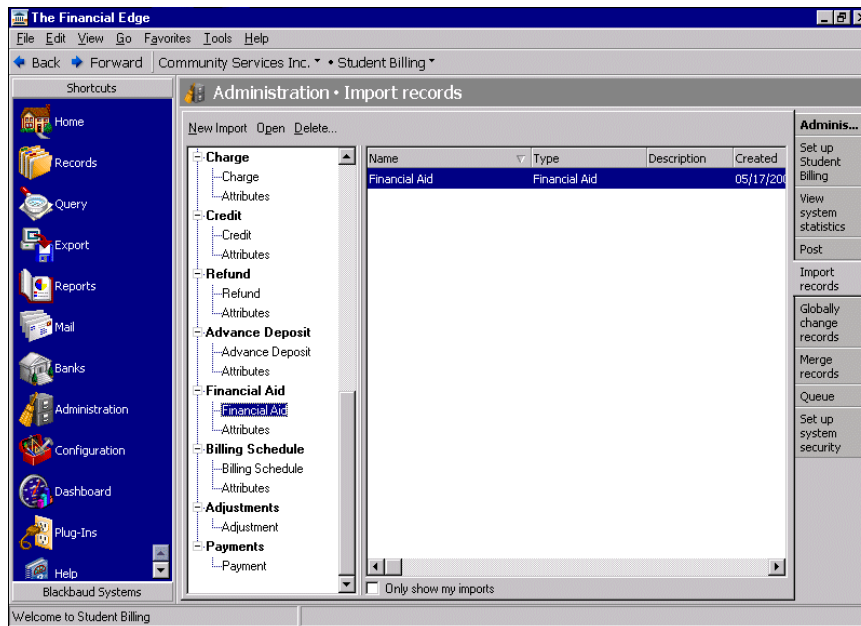 The Financial Edge
File Edit View Go Favorites Tools Help
Back Forward Community Services Inc. • Student Billing
Shortcuts
Home
Records
Query
Export
Reports
Mail
Banks
Administration
Configuration
Dashboard
Plug-Ins
Help
Blackbaud Systems
Administration • Import records
New Import Open Delete...
Charge
Charge
Attributes
Credit
Credit
Attributes
Refund
Refund
Attributes
Advance Deposit
Advance Deposit
Attributes
Financial Aid
Financial Aid
Attributes
Billing Schedule
Billing Schedule
Attributes
Adjustments
Adjustment
Payments
Payment
Name Type Description Created
Financial Aid Financial Aid 05/17/200
Only show my imports
Adminis...
Set up
Student
Billing
View
system
statistics
Post
Import
records
Globally
change
records
Merge
records
Queue
Set up
system
security
Welcome to Student Billing